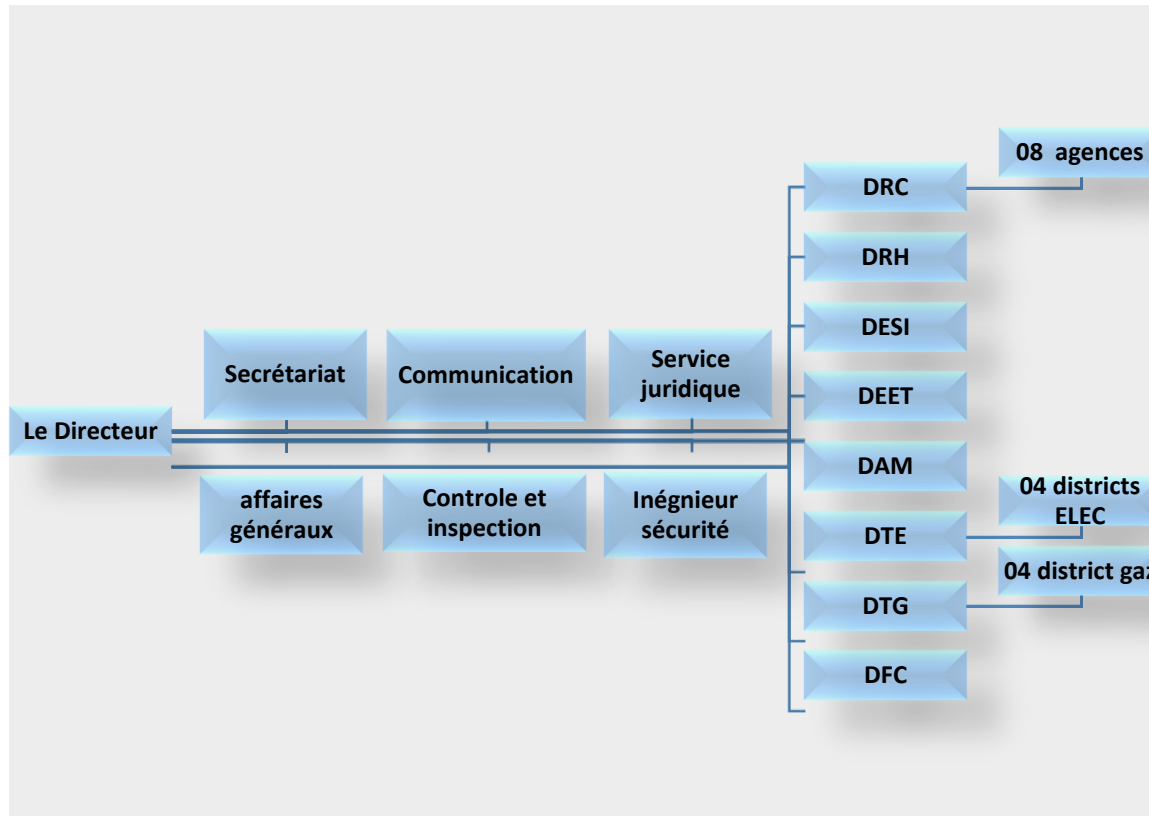 Le Directeur
Secrétariat
Communication
Service
juridique
affaires
généraux
Controle et
inspection
Inégnieur
sécurité
DRC
DRH
DESI
DEET
DAM
DTE
DTG
DFC
08 agences
04 districts
ELEC
04 district gaz